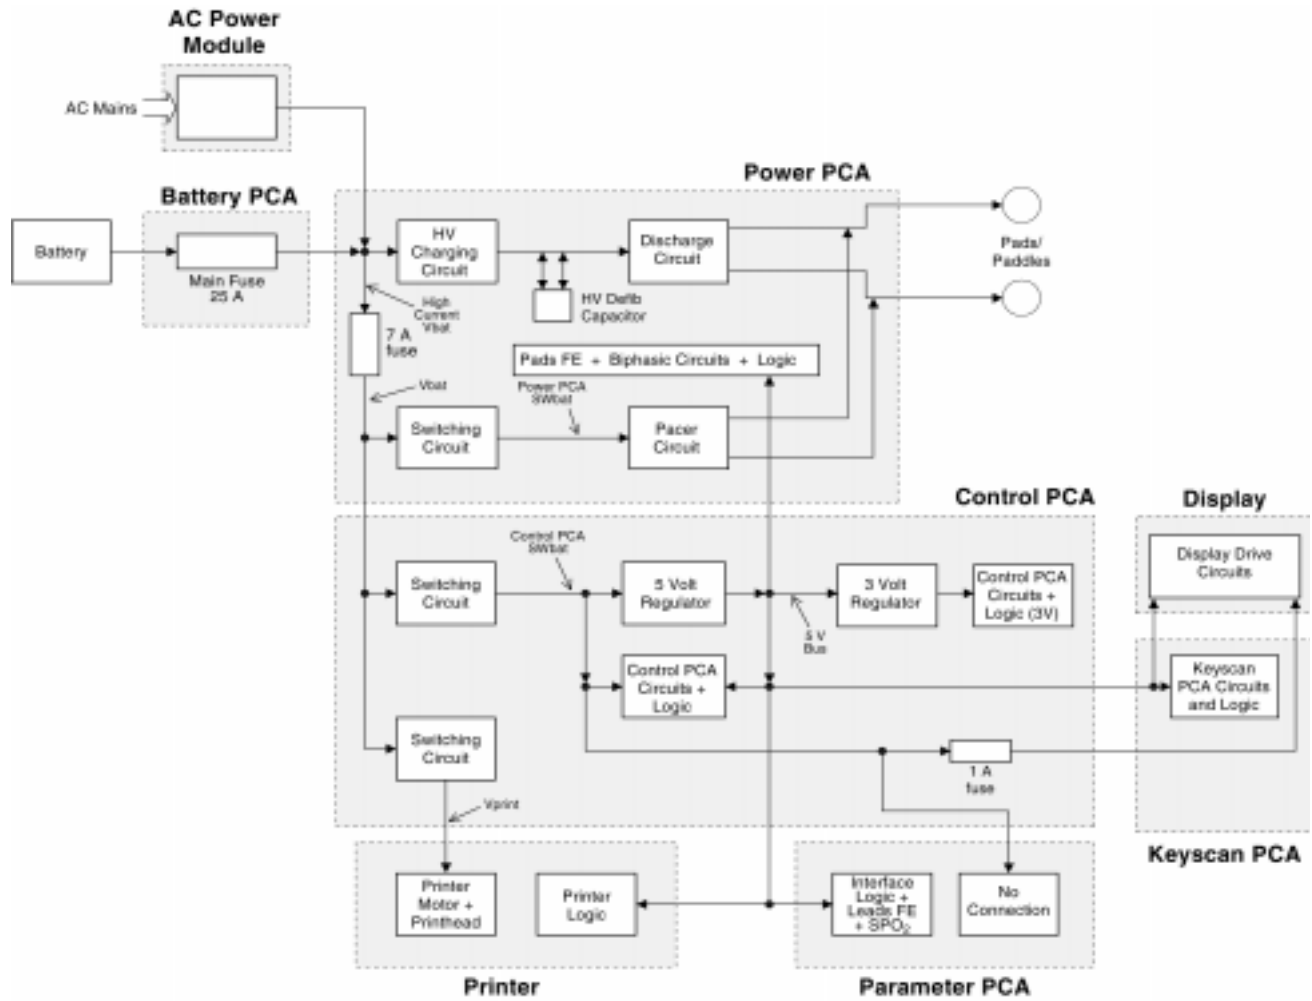 AC Power
Module
AC Mains
Battery PCA
Battery
Main Fuse
25 A
Power PCA
HV
Charging
Circuit
Discharge
Circuit
Pads/
Paddles
HV Defib
Capacitor
High
Current
Vbat
7 A
fuse
Pads FE + Biphasic Circuits + Logic
Vbat
Power PCA
SWbat
Switching
Circuit
Pacer
Circuit
Control PCA
Display
Control PCA
SWbat
Switching
Circuit
5 Volt
Regulator
3 Volt
Regulator
Control PCA
Circuits +
Logic (3V)
Display Drive
Circuits
5 V
Bus
Control PCA
Circuits +
Logic
Keyscan
PCA Circuits
and Logic
Switching
Circuit
1 A
fuse
Vprint
Keyscan PCA
Printer
Motor +
Printhead
Printer
Logic
Interface
Logic +
Leads FE
+ SPO₂
No
Connection
Printer
Parameter PCA